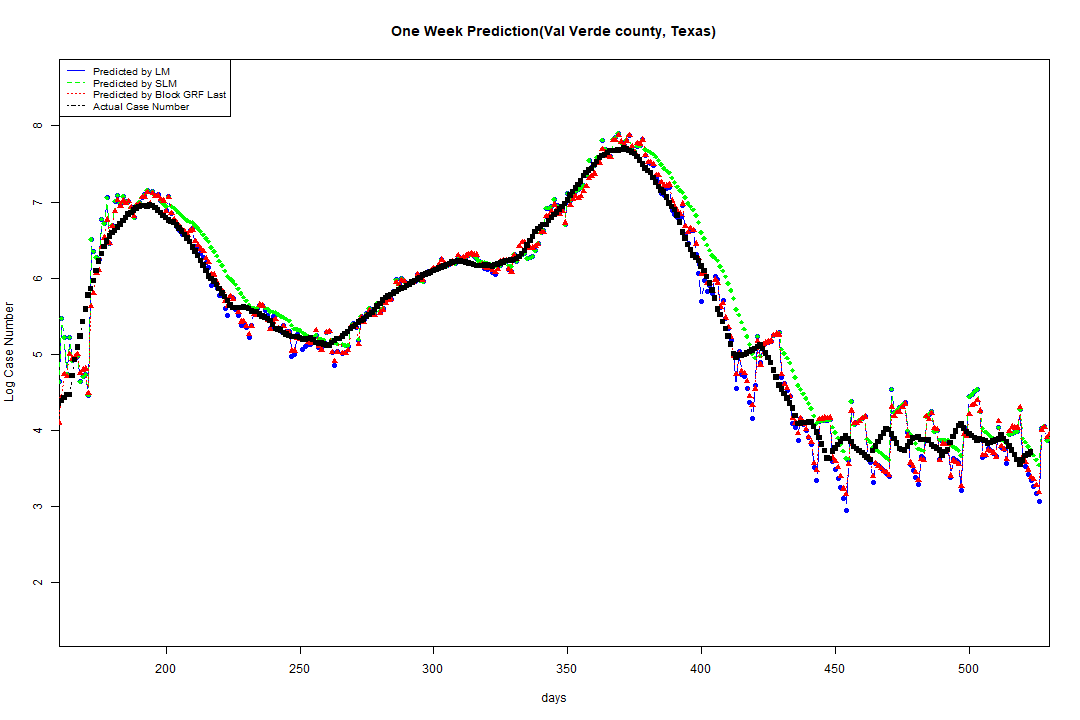 One Week Prediction(Val Verde county, Texas)
Predicted by LM
Predicted by SLM
Predicted by Block GRF Last
Actual Case Number
8
7
6
5
4
3
2
Log Case Number
200 250 300 350 400 450 500
days